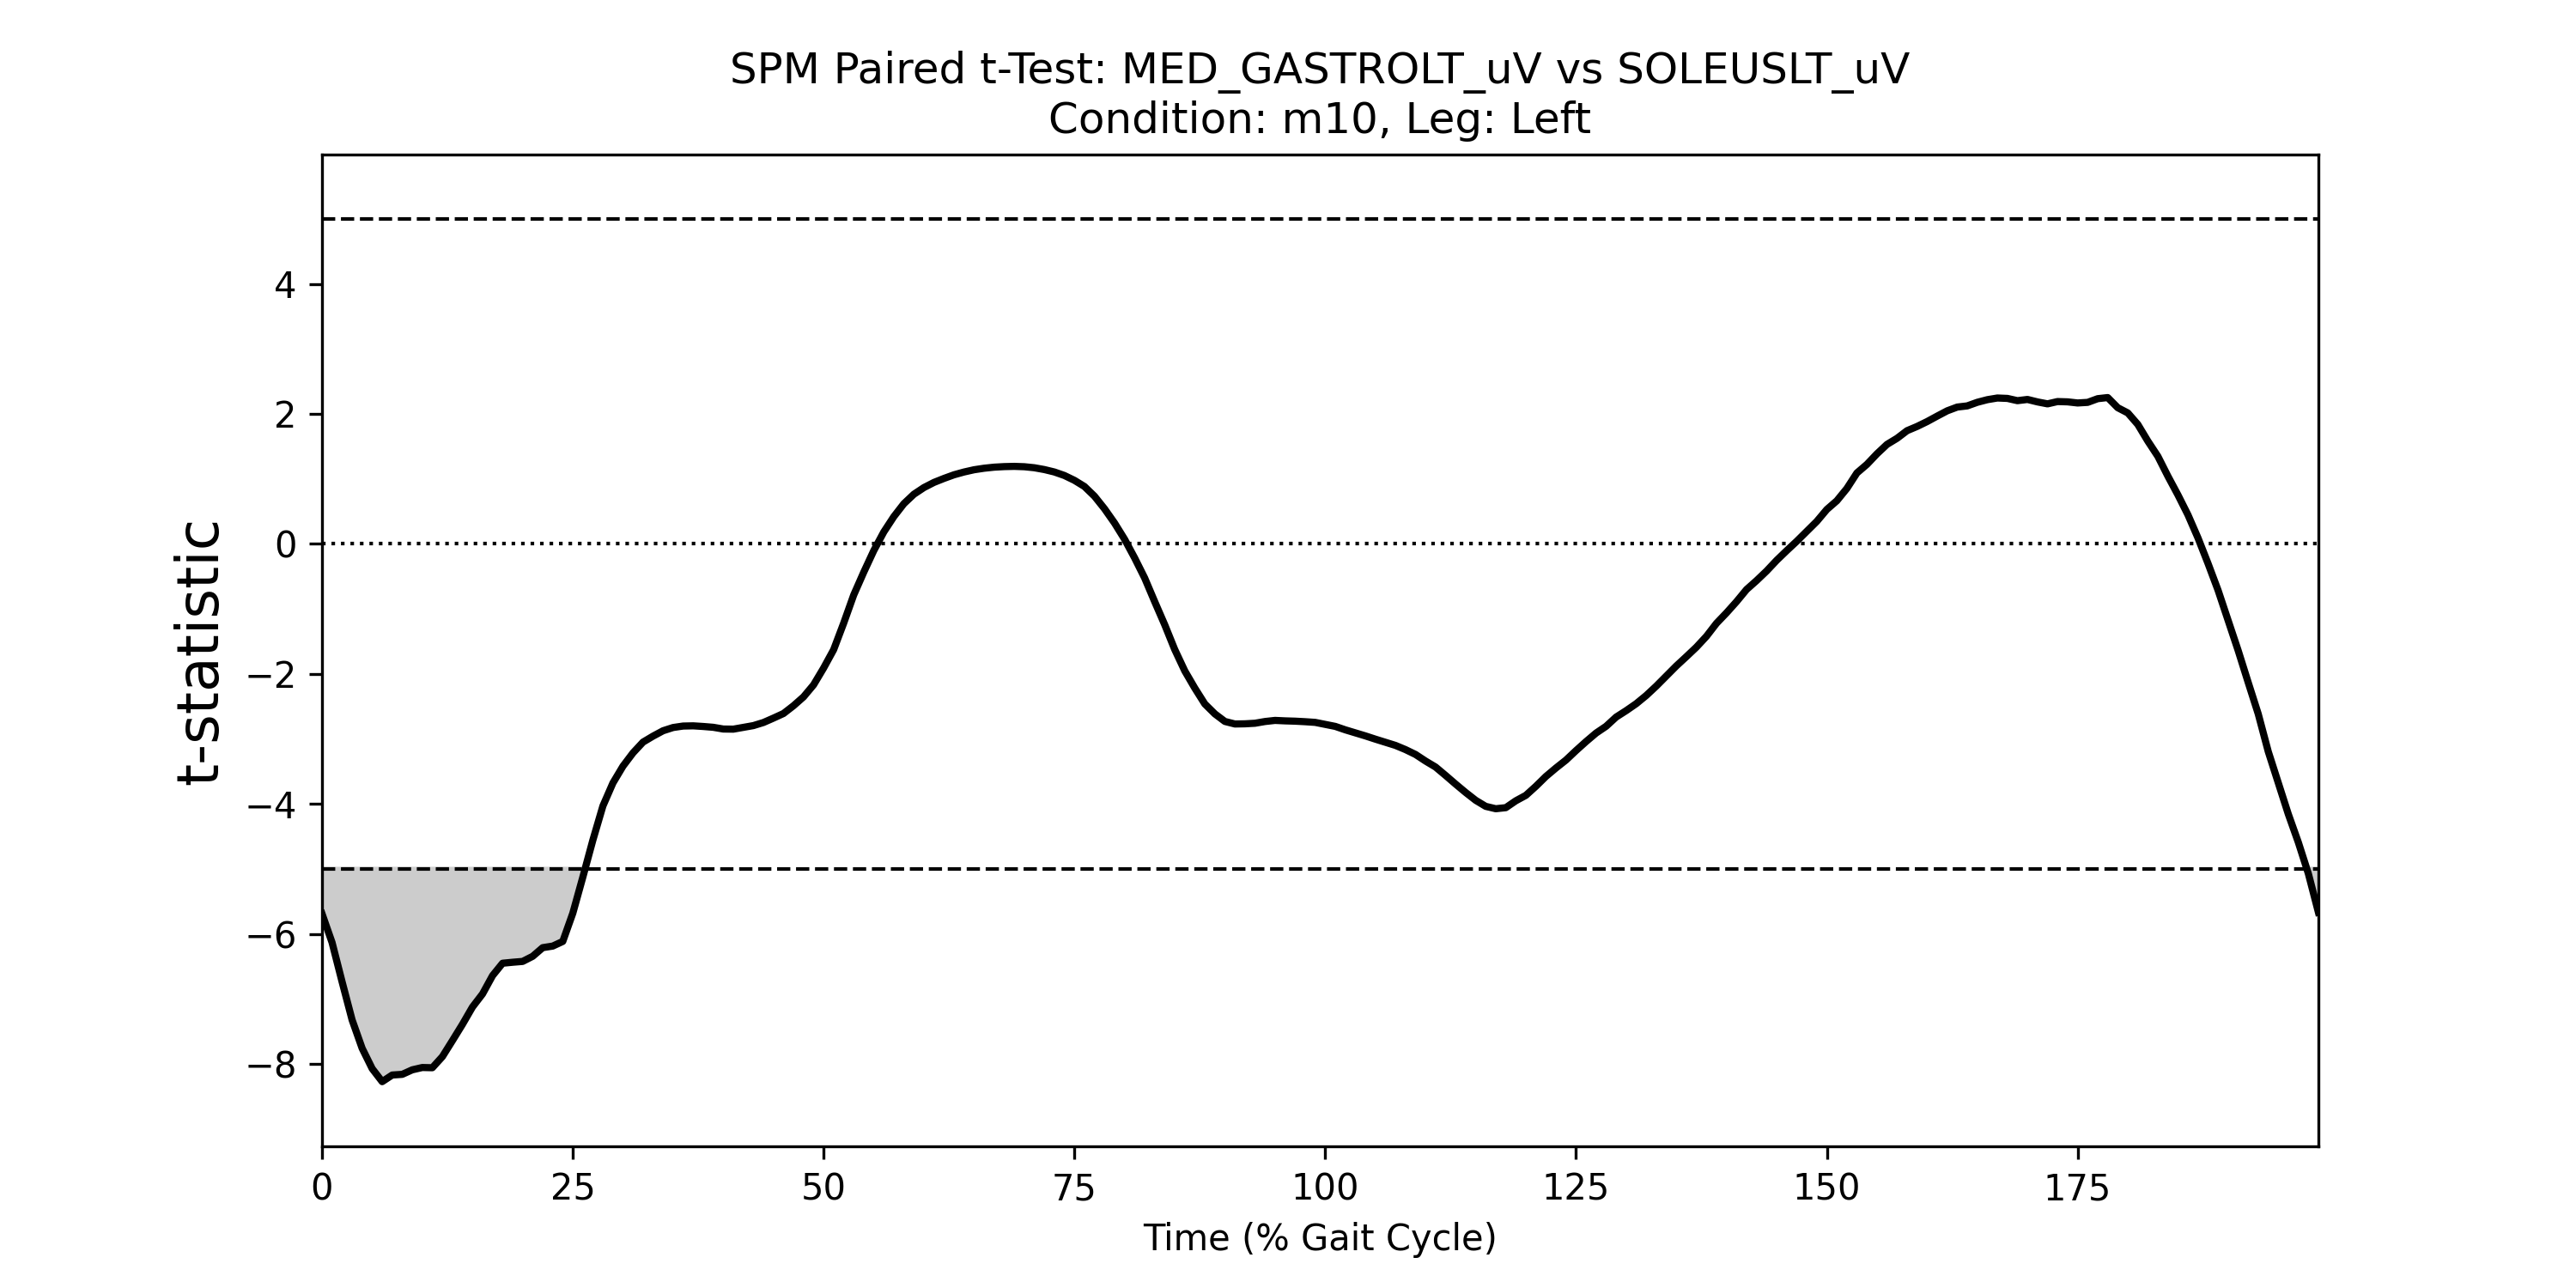 SPM Paired t-Test: MED_GASTROLT_uV vs SOLEUSLT_uV
Condition: m10, Leg: Left
t-statistic
4
2
0
−2
−4
−6
−8
0 25 50 75 100 125 150 175
Time (% Gait Cycle)